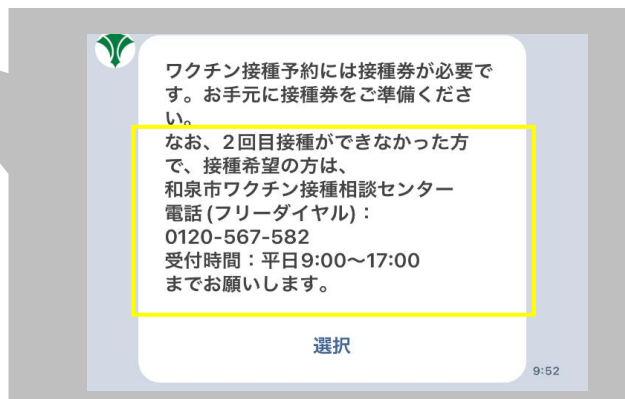 ワクチン接種予約には接種券が必要で
す。お手元に接種券をご準備くださ
い。
なお、2回目接種ができなかった方
で、接種希望の方は、
和泉市ワクチン接種相談センター
電話(フリーダイヤル)：
0120-567-582
受付時間：平日9:00〜17:00
までお願いします。
選択
9:52